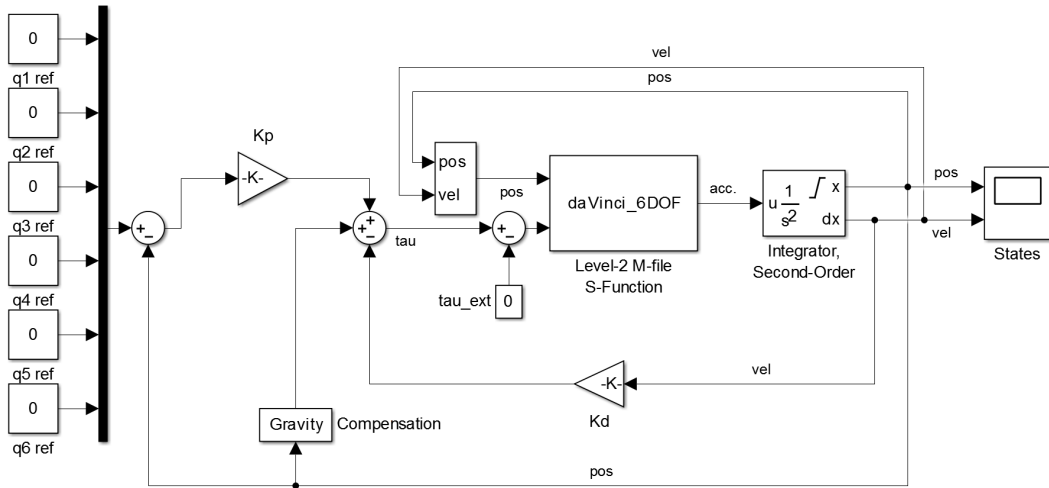 0
q1 ref
0
q2 ref
0
q3 ref
0
q4 ref
0
q5 ref
0
q6 ref
+
−
Kp
-K-
+
+
−
tau
vel
pos
pos
vel
pos
+
−
tau_ext
0
daVinci_6DOF
Level-2 M-file
S-Function
acc.
u 1/s²
x
dx
Integrator,
Second-Order
pos
vel
States
-K-
Kd
vel
Gravity
Compensation
pos